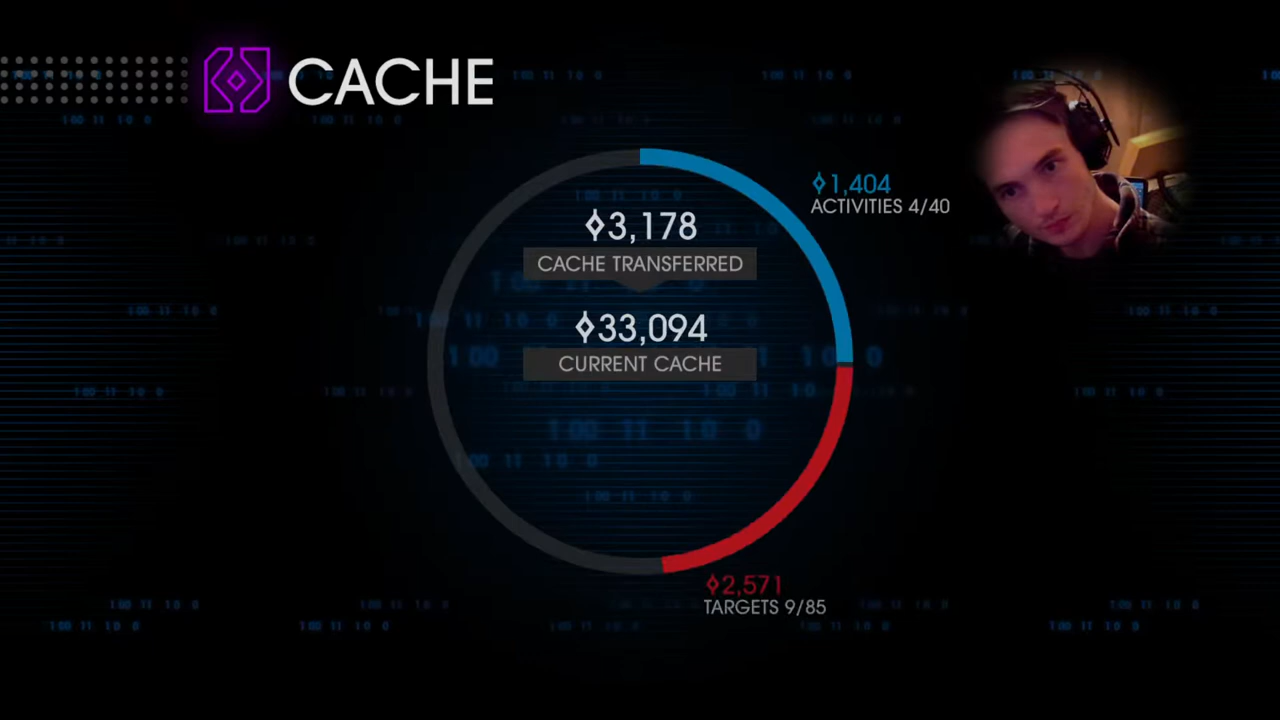 CACHE
1,404
ACTIVITIES 4/40
3,178
CACHE TRANSFERRED
33,094
CURRENT CACHE
2,571
TARGETS 9/85